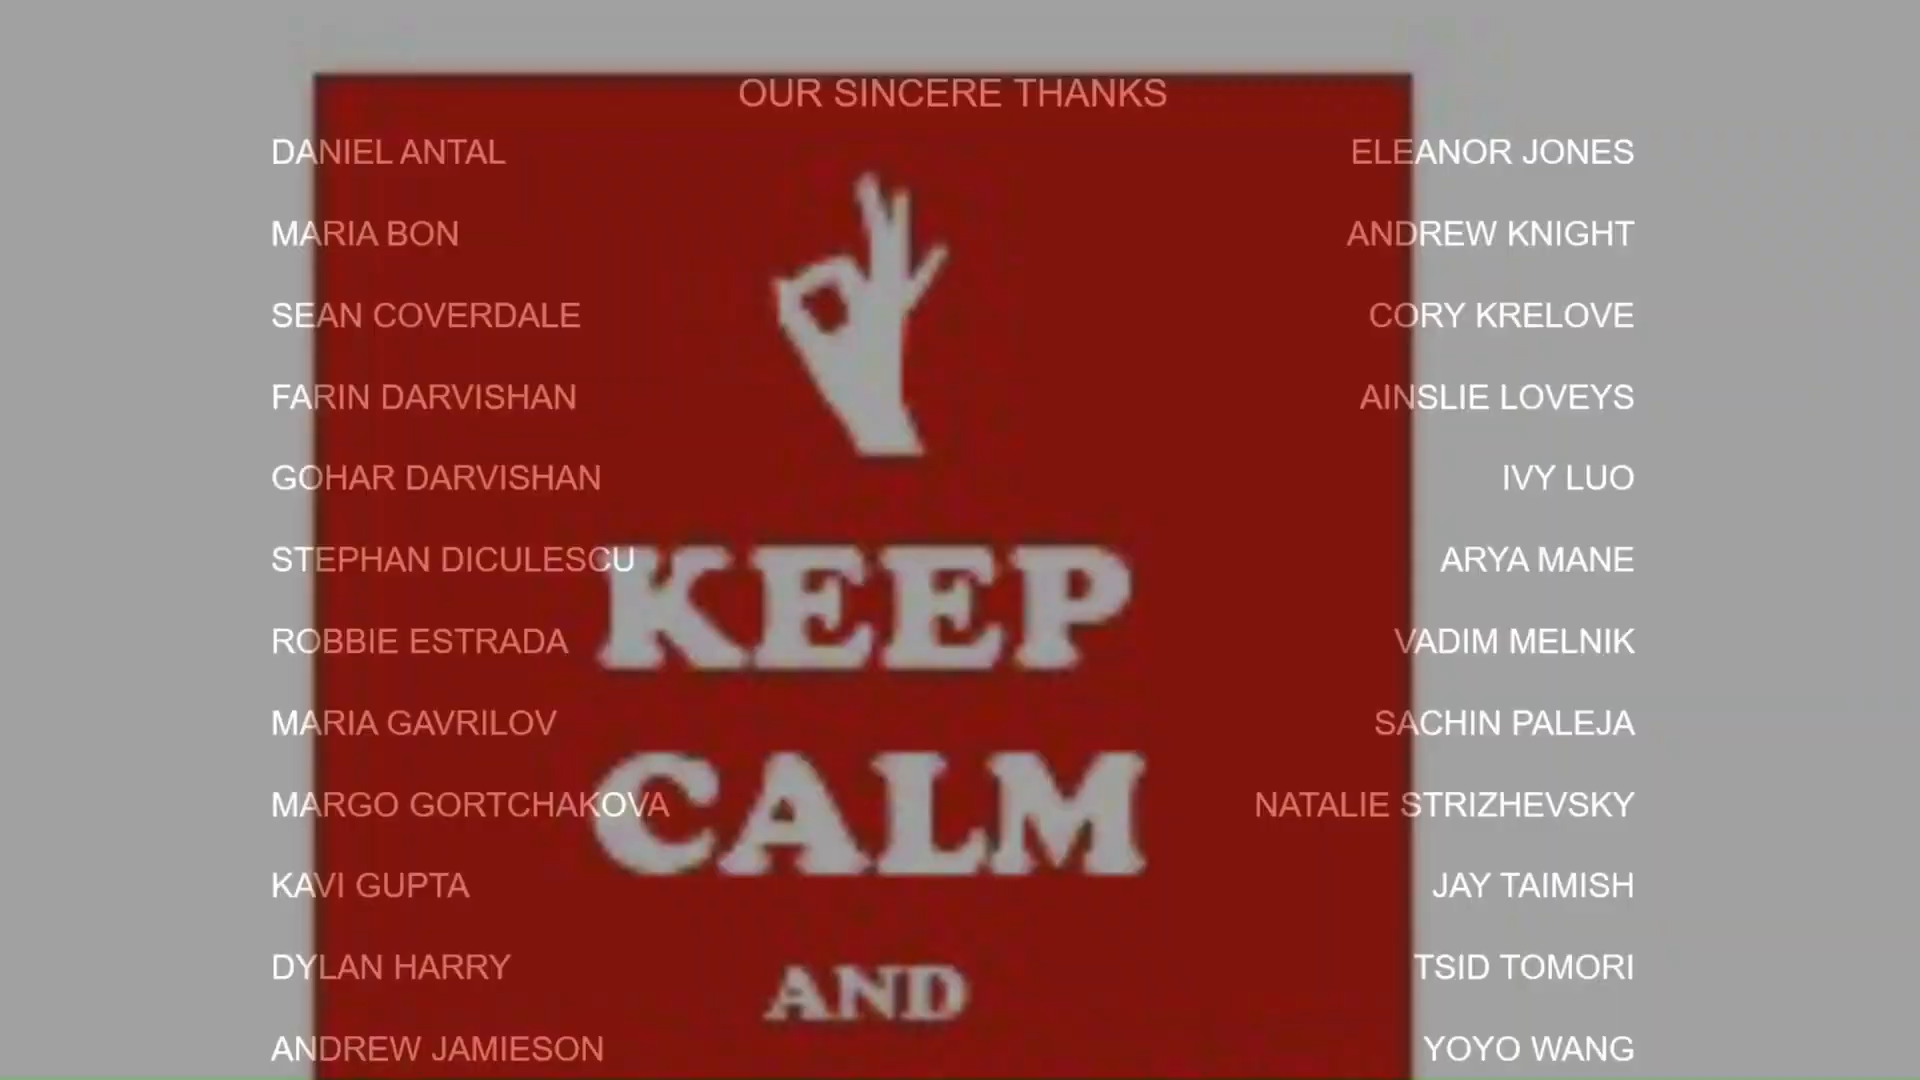 OUR SINCERE THANKS
DANIEL ANTAL
ELEANOR JONES
MARIA BON
ANDREW KNIGHT
SEAN COVERDALE
CORY KRELOVE
FARIN DARVISHAN
AINSLIE LOVEYS
GOHAR DARVISHAN
IVY LUO
STEPHAN DICULESCU
ARYA MANE
ROBBIE ESTRADA
VADIM MELNIK
MARIA GAVRILOV
SACHIN PALEJA
MARGO GORTCHAKOVA
NATALIE STRIZHEVSKY
KAVI GUPTA
JAY TAIMISH
DYLAN HARRY
TSID TOMORI
ANDREW JAMIESON
YOYO WANG
KEEP
CALM
AND